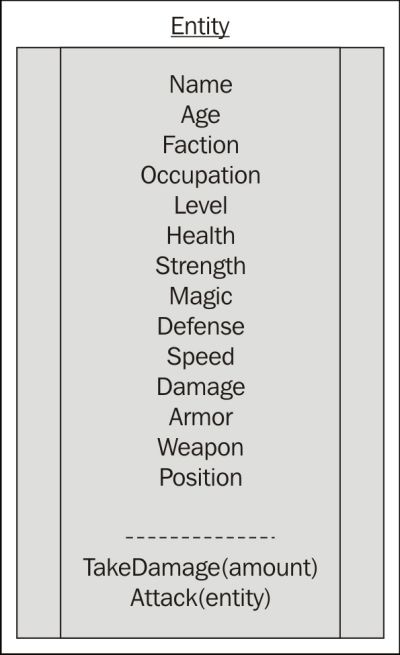 Entity
Name
Age
Faction
Occupation
Level
Health
Strength
Magic
Defense
Speed
Damage
Armor
Weapon
Position
TakeDamage(amount)
Attack(entity)